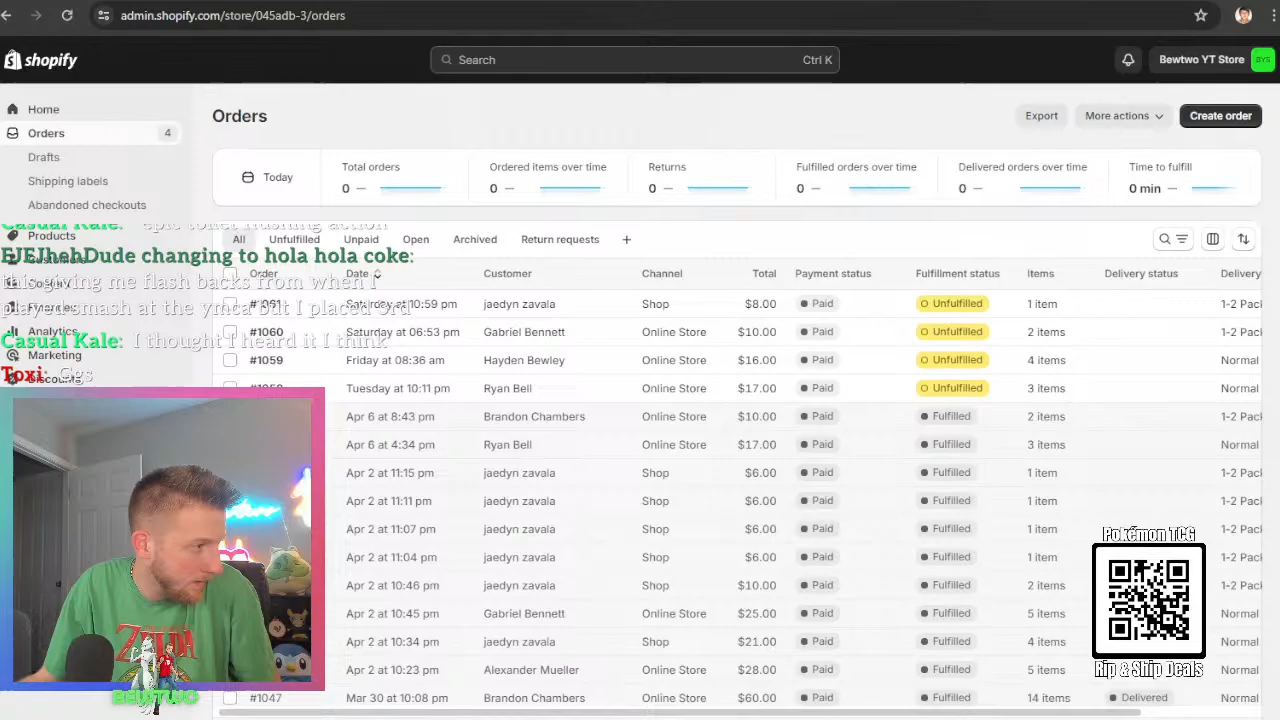 admin.shopify.com/store/045adb-3/orders
shopify
Search
Ctrl K
Bewtwo YT Store
BYS
Home
Orders
4
Drafts
Shipping labels
Abandoned checkouts
Products
Analytics
Marketing
Casual Kale: epic toilet flushing action
EJEJhehDude changing to hola hola coke:
this giving me flash backs from when I
played smash at the ymca but I placed 3rd
Casual Kale: I thought I heard it I think
Toxi: Ggs
Orders
Export
More actions
Create order
Today
Total orders
0 —
Ordered items over time
0 —
Returns
0 —
Fulfilled orders over time
0 —
Delivered orders over time
0 —
Time to fulfill
0 min —
All Unfulfilled Unpaid Open Archived Return requests +
Order Date Customer Channel Total Payment status Fulfillment status Items Delivery status Delivery
#1061 Saturday at 10:59 pm jaedyn zavala Shop $8.00 Paid Unfulfilled 1 item 1-2 Pack
#1060 Saturday at 06:53 pm Gabriel Bennett Online Store $10.00 Paid Unfulfilled 2 items 1-2 Pack
#1059 Friday at 08:36 am Hayden Bewley Online Store $16.00 Paid Unfulfilled 4 items Normal
#1058 Tuesday at 10:11 pm Ryan Bell Online Store $17.00 Paid Unfulfilled 3 items Normal
Apr 6 at 8:43 pm Brandon Chambers Online Store $10.00 Paid Fulfilled 2 items 1-2 Pack
Apr 6 at 4:34 pm Ryan Bell Online Store $17.00 Paid Fulfilled 3 items Normal
Apr 2 at 11:15 pm jaedyn zavala Shop $6.00 Paid Fulfilled 1 item 1-2 Pack
Apr 2 at 11:11 pm jaedyn zavala Shop $6.00 Paid Fulfilled 1 item 1-2 Pack
Apr 2 at 11:07 pm jaedyn zavala Shop $6.00 Paid Fulfilled 1 item 1-2 Pack
Apr 2 at 11:04 pm jaedyn zavala Shop $6.00 Paid Fulfilled 1 item 1-2 Pack
Apr 2 at 10:46 pm jaedyn zavala Shop $10.00 Paid Fulfilled 2 items 1-2 Pack
Apr 2 at 10:45 pm Gabriel Bennett Online Store $25.00 Paid Fulfilled 5 items Normal
Apr 2 at 10:34 pm jaedyn zavala Shop $21.00 Paid Fulfilled 4 items Normal
Apr 2 at 10:23 pm Alexander Mueller Online Store $28.00 Paid Fulfilled 5 items Normal
#1047 Mar 30 at 10:08 pm Brandon Chambers Online Store $60.00 Paid Fulfilled 14 items Delivered Normal
Pokémon TCG
Rip & Ship Deals
ZELDA
BEWTWO